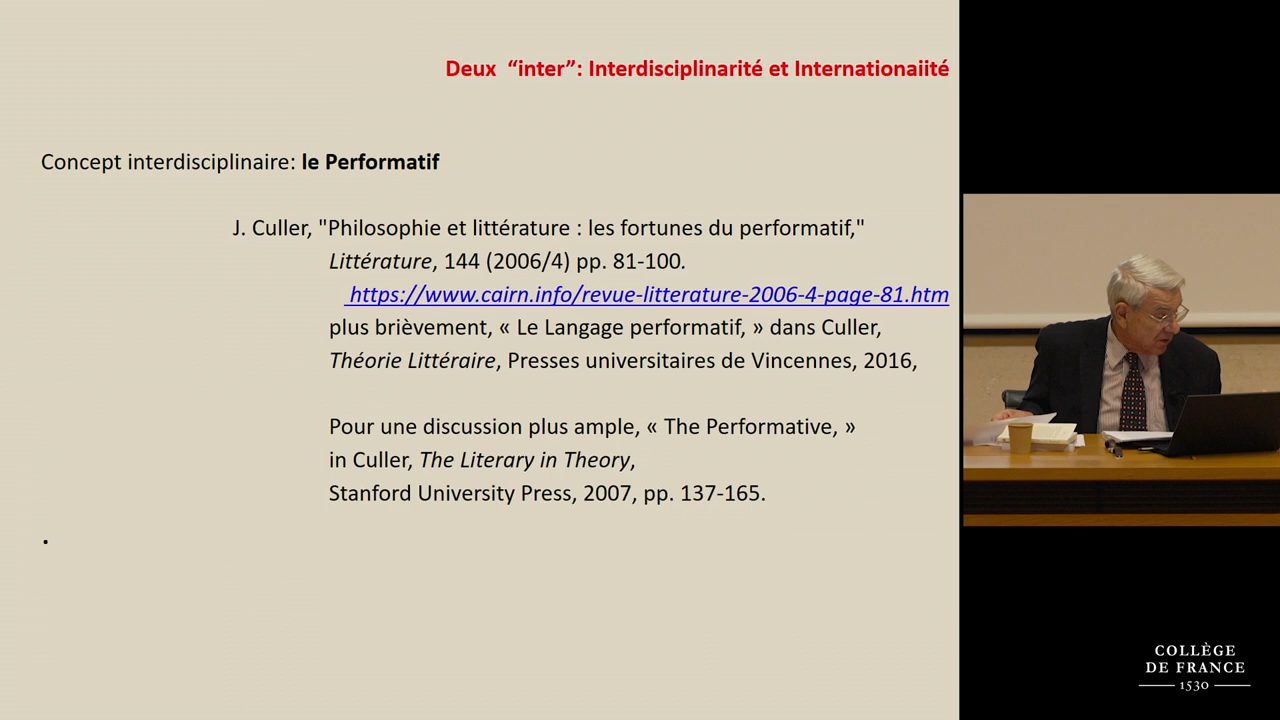 Deux “inter”: Interdisciplinarité et Internationaiité
Concept interdisciplinaire: le Performatif
J. Culler, "Philosophie et littérature : les fortunes du performatif,"
Littérature, 144 (2006/4) pp. 81-100.
https://www.cairn.info/revue-litterature-2006-4-page-81.htm
plus brièvement, « Le Langage performatif, » dans Culler,
Théorie Littéraire, Presses universitaires de Vincennes, 2016,
Pour une discussion plus ample, « The Performative, »
in Culler, The Literary in Theory,
Stanford University Press, 2007, pp. 137-165.
.
COLLÈGE
DE FRANCE
1530